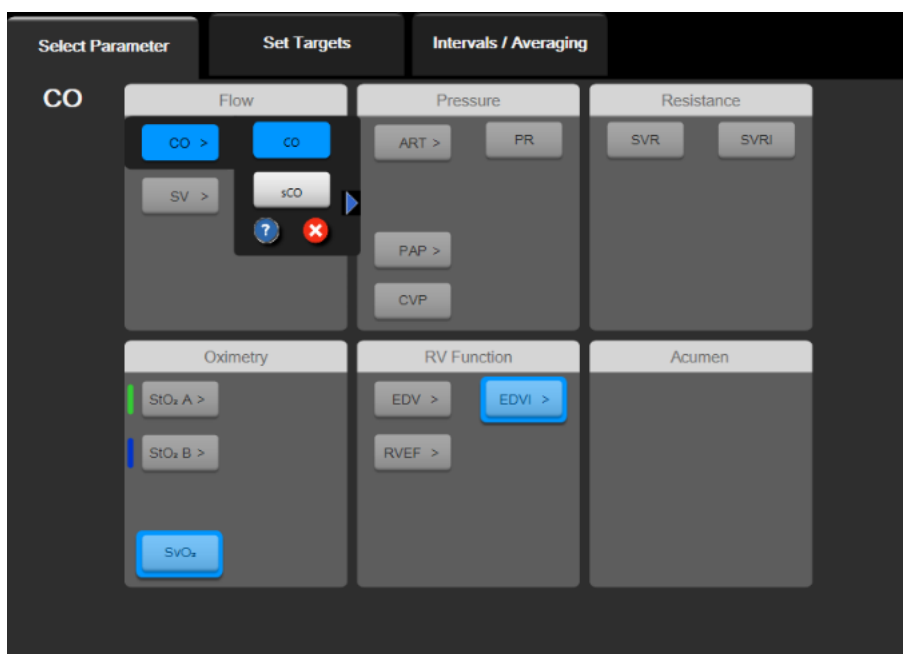 Select Parameter Set Targets Intervals / Averaging
CO
Flow Pressure Resistance
CO > CO ART > PR SVR SVRI
SV > sCO
?
PAP >
CVP
Oximetry RV Function Acumen
StO₂ A > EDV > EDVI >
StO₂ B > RVEF >
SvO₂